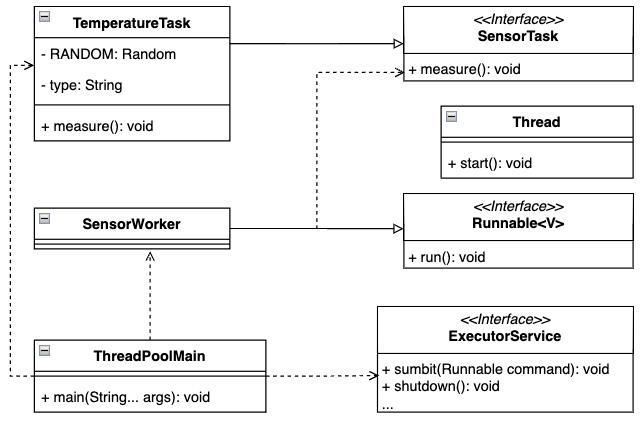 TemperatureTask
- RANDOM: Random
- type: String
+ measure(): void
<<Interface>>
SensorTask
+ measure(): void
Thread
+ start(): void
SensorWorker
<<Interface>>
Runnable<V>
+ run(): void
ThreadPoolMain
+ main(String... args): void
<<Interface>>
ExecutorService
+ sumbit(Runnable command): void
+ shutdown(): void
...